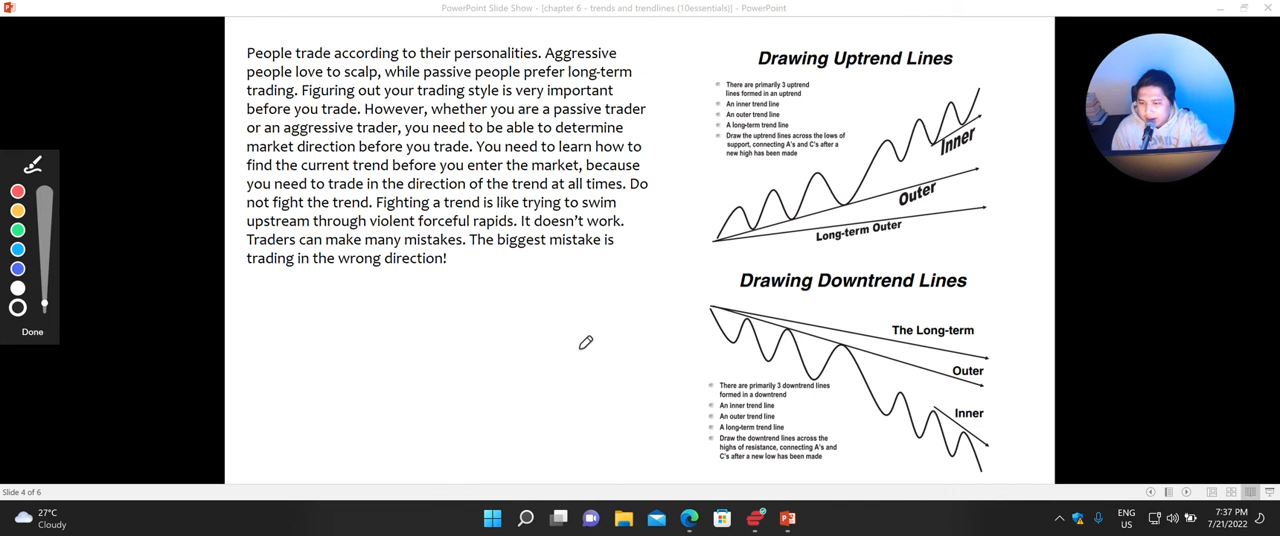 PowerPoint Slide Show - [chapter 6 - trends and trendlines (10essentials)] - PowerPoint
People trade according to their personalities. Aggressive
people love to scalp, while passive people prefer long-term
trading. Figuring out your trading style is very important
before you trade. However, whether you are a passive trader
or an aggressive trader, you need to be able to determine
market direction before you trade. You need to learn how to
find the current trend before you enter the market, because
you need to trade in the direction of the trend at all times. Do
not fight the trend. Fighting a trend is like trying to swim
upstream through violent forceful rapids. It doesn't work.
Traders can make many mistakes. The biggest mistake is
trading in the wrong direction!
Drawing Uptrend Lines
There are primarily 3 uptrend
lines formed in an uptrend
An inner trend line
An outer trend line
A long-term trend line
Draw the uptrend lines across the lows of
support, connecting A's and C's after a
new high has been made
Inner
Outer
Long-term Outer
Drawing Downtrend Lines
The Long-term
Outer
Inner
There are primarily 3 downtrend lines
formed in a downtrend
An inner trend line
An outer trend line
A long-term trend line
Draw the downtrend lines across the
highs of resistance, connecting A's and
C's after a new low has been made
Done
Slide 4 of 6
27°C
Cloudy
ENG
US
7:37 PM
7/21/2022